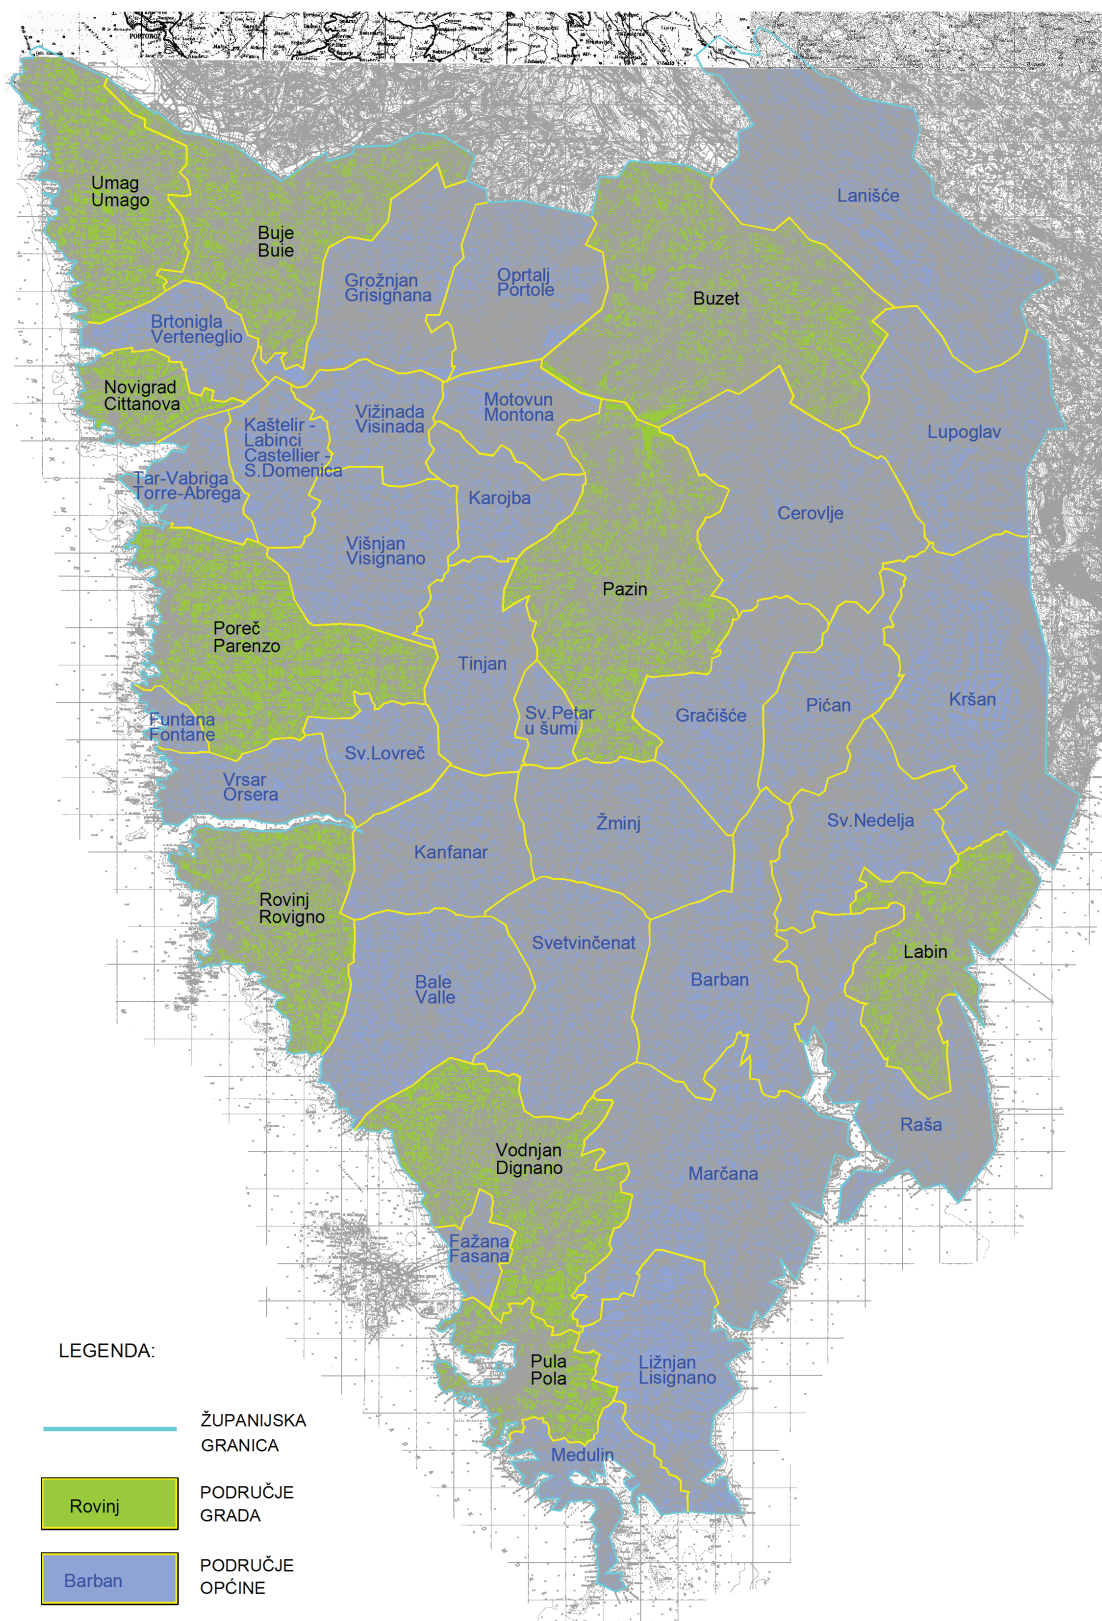 Umag
Umago
Buje
Buie
Grožnjan
Grisignana
Oprtalj
Portole
Lanišće
Buzet
Brtonigla
Verteneglio
Novigrad
Cittanova
Kaštelir -
Labinci
Castellier -
S.Domenica
Vižinada
Visinada
Motovun
Montona
Lupoglav
Tar-Vabriga
Torre-Abrega
Karojba
Cerovlje
Višnjan
Visignano
Pazin
Poreč
Parenzo
Tinjan
Sv.Petar
u šumi
Gračišće
Pićan
Kršan
Funtana
Fontane
Sv.Lovreč
Vrsar
Orsera
Kanfanar
Žminj
Sv.Nedelja
Rovinj
Rovigno
Svetvinčenat
Bale
Valle
Barban
Labin
Raša
Vodnjan
Dignano
Marčana
Fažana
Fasana
Pula
Pola
Ližnjan
Lisignano
Medulin
LEGENDA:
ŽUPANIJSKA
GRANICA
Rovinj
PODRUČJE
GRADA
Barban
PODRUČJE
OPĆINE